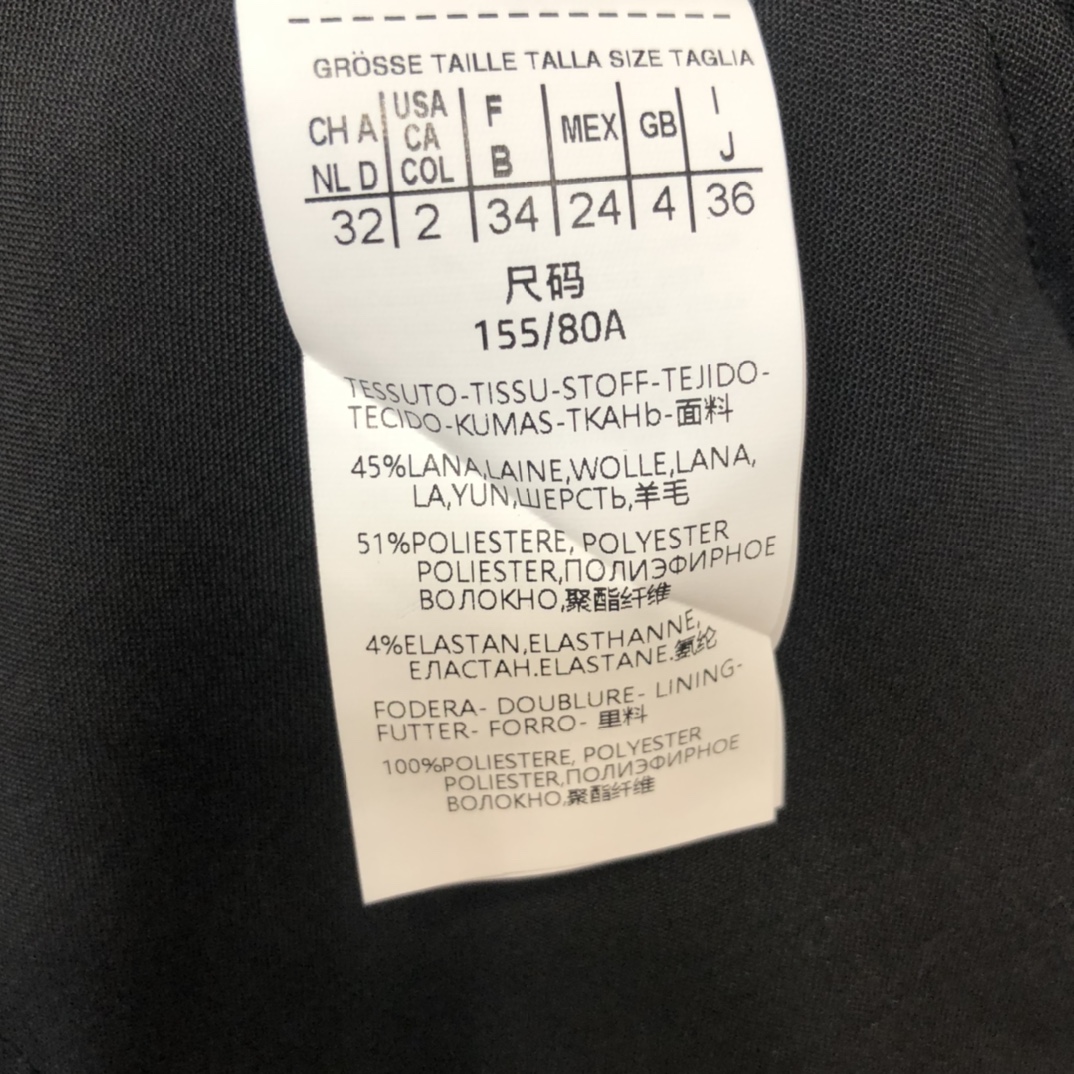 GRÖSSE TAILLE TALLA SIZE TAGLIA
CH A USA F MEX GB I
NL D CA B J
COL
32 2 34 24 4 36
尺码
155/80A
TESSUTO-TISSU-STOFF-TEJIDO-
TECIDO-KUMAS-TKAHb-面料
45%LANA,LAINE,WOLLE,LANA,
LA,YUN,ШЕРСТЬ,羊毛
51%POLIESTERE, POLYESTER
POLIESTER,ПОЛИЭФИРНОЕ
ВОЛОКНО,聚酯纤维
4%ELASTAN,ELASTHANNE,
ЕЛАСТАН.ELASTANE.氨纶
FODERA- DOUBLURE- LINING-
FUTTER- FORRO- 里料
100%POLIESTERE, POLYESTER
POLIESTER,ПОЛИЭФИРНОЕ
ВОЛОКНО,聚酯纤维